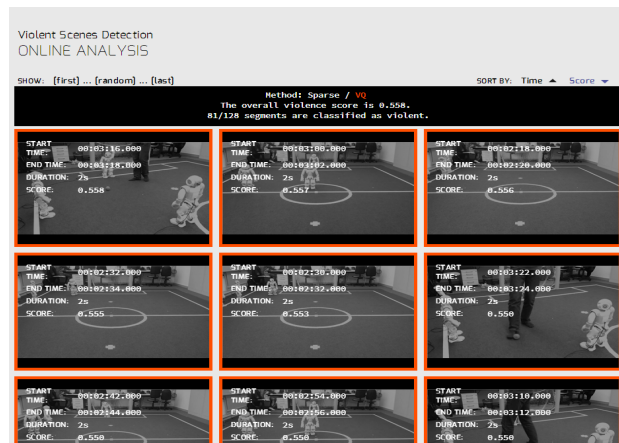 Violent Scenes Detection
ONLINE ANALYSIS
SHOW: [first] ... [random] ... [last]
SORT BY: Time ▲ Score ▼
Method: Sparse / VQ
The overall violence score is 0.558.
81/128 segments are classified as violent.
START TIME: 00:03:16.000
END TIME: 00:03:18.000
DURATION: 2s
SCORE: 0.558
START TIME: 00:03:00.000
END TIME: 00:03:02.000
DURATION: 2s
SCORE: 0.557
START TIME: 00:02:18.000
END TIME: 00:02:20.000
DURATION: 2s
SCORE: 0.556
START TIME: 00:02:32.000
END TIME: 00:02:34.000
DURATION: 2s
SCORE: 0.555
START TIME: 00:02:30.000
END TIME: 00:02:32.000
DURATION: 2s
SCORE: 0.553
START TIME: 00:03:22.000
END TIME: 00:03:24.000
DURATION: 2s
SCORE: 0.550
START TIME: 00:02:42.000
END TIME: 00:02:44.000
DURATION: 2s
SCORE: 0.550
START TIME: 00:02:54.000
END TIME: 00:02:56.000
DURATION: 2s
SCORE: 0.550
START TIME: 00:03:10.000
END TIME: 00:03:12.000
DURATION: 2s
SCORE: 0.550